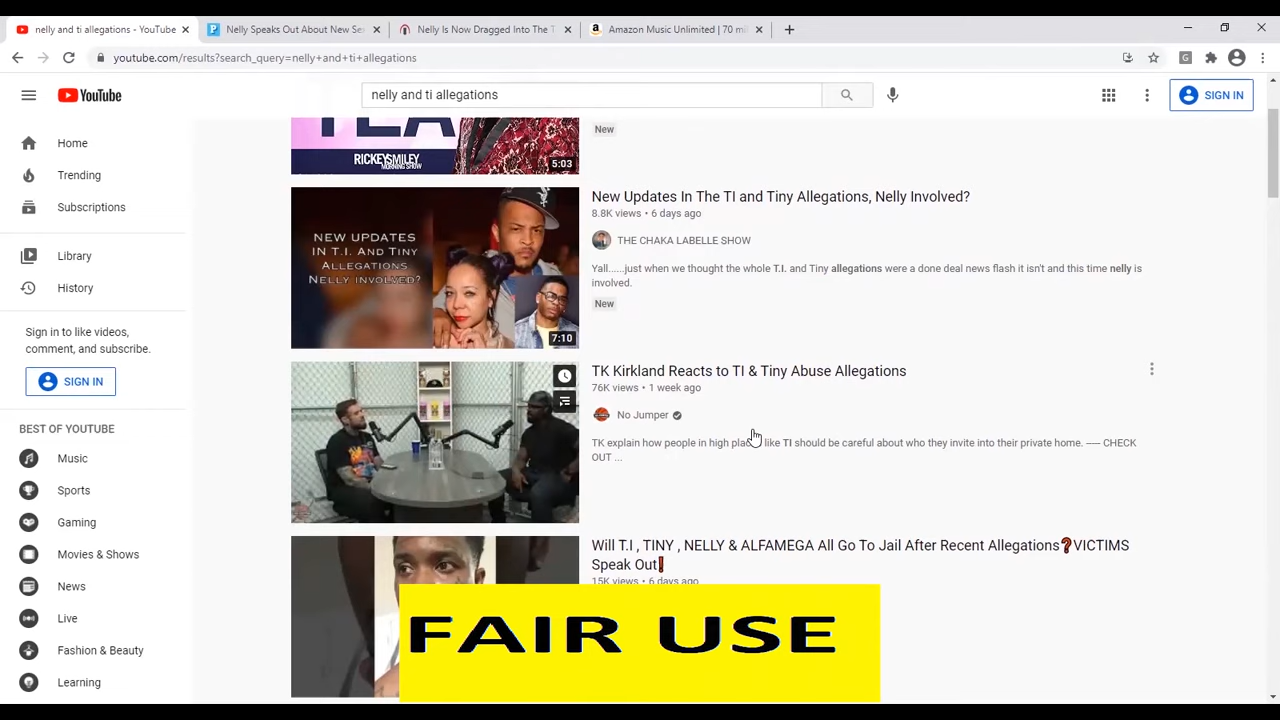 nelly and ti allegations - YouTube
Nelly Speaks Out About New Se
Nelly Is Now Dragged Into The T
Amazon Music Unlimited | 70 mi
youtube.com/results?search_query=nelly+and+ti+allegations
YouTube
nelly and ti allegations
SIGN IN
Home
Trending
Subscriptions
Library
History
Sign in to like videos,
comment, and subscribe.
SIGN IN
BEST OF YOUTUBE
Music
Sports
Gaming
Movies & Shows
News
Live
Fashion & Beauty
Learning
TEA
RICKEY SMILEY
MORNING SHOW
5:03
New
NEW UPDATES
IN T.I. AND TINY
ALLEGATIONS
NELLY INVOLVED?
7:10
New Updates In The TI and Tiny Allegations, Nelly Involved?
8.8K views • 6 days ago
THE CHAKA LABELLE SHOW
Yall......just when we thought the whole T.I. and Tiny allegations were a done deal news flash it isn't and this time nelly is
involved.
New
TK Kirkland Reacts to TI & Tiny Abuse Allegations
76K views • 1 week ago
No Jumper
TK explain how people in high like TI should be careful about who they invite into their private home. ---- CHECK
OUT ...
Will T.I , TINY , NELLY & ALFAMEGA All Go To Jail After Recent Allegations❓VICTIMS
Speak Out❗
15K views • 6 days ago
FAIR USE